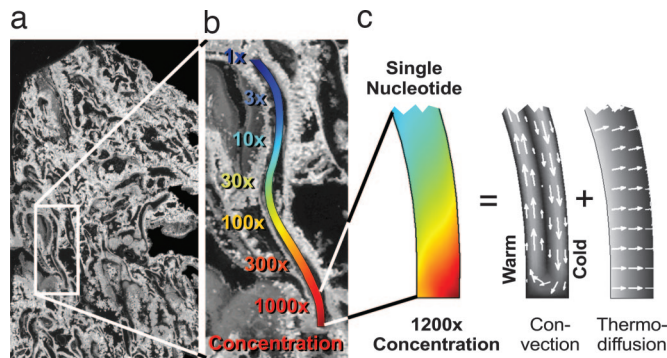 a
b
c
1x
3x
10x
30x
100x
300x
1000x
Concentration
Single
Nucleotide
=
+
Warm
Cold
1200x
Concentration
Con-
vection
Thermo-
diffusion